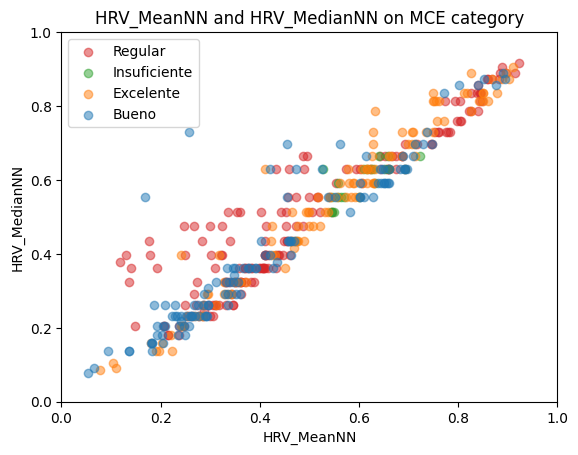 HRV_MeanNN and HRV_MedianNN on MCE category
1.0
0.8
0.6
0.4
0.2
0.0
HRV_MedianNN
Regular
Insuficiente
Excelente
Bueno
0.0 0.2 0.4 0.6 0.8 1.0
HRV_MeanNN